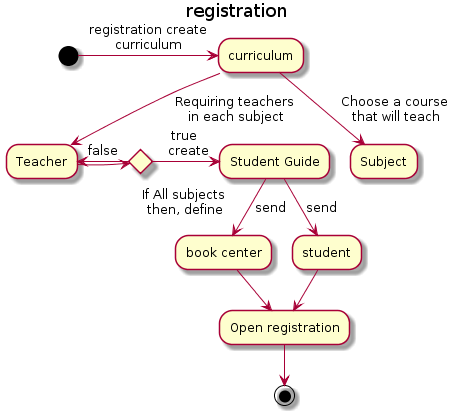 registration
registration create
curriculum
curriculum
Requiring teachers
in each subject
Choose a course
that will teach
Teacher
false
true
create
Student Guide
Subject
If All subjects
then, define
send
send
book center
student
Open registration